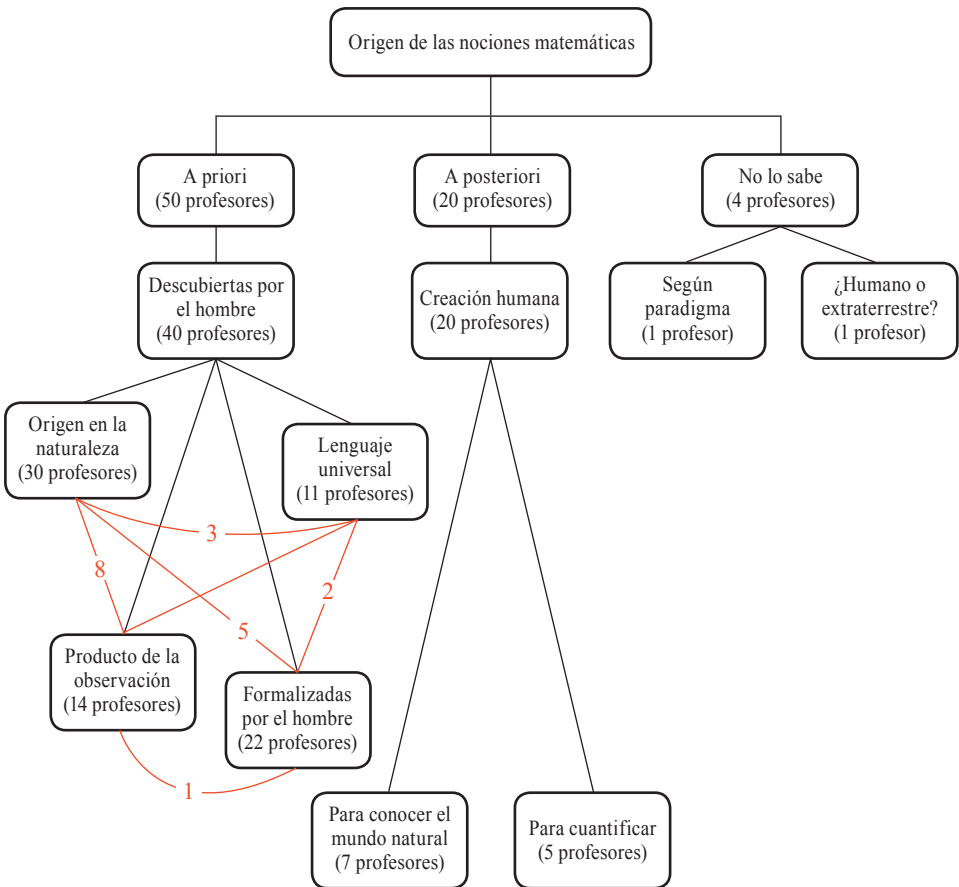 Origen de las nociones matemáticas
A priori
(50 profesores)
A posteriori
(20 profesores)
No lo sabe
(4 profesores)
Descubiertas por
el hombre
(40 profesores)
Creación humana
(20 profesores)
Según
paradigma
(1 profesor)
¿Humano o
extraterrestre?
(1 profesor)
Origen en la
naturaleza
(30 profesores)
Lenguaje
universal
(11 profesores)
3
8
2
5
Producto de la
observación
(14 profesores)
Formalizadas
por el hombre
(22 profesores)
1
Para conocer el
mundo natural
(7 profesores)
Para cuantificar
(5 profesores)